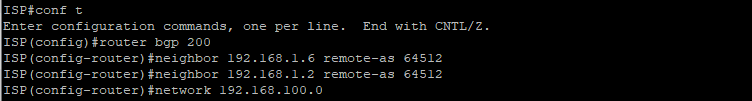 ISP#conf t
Enter configuration commands, one per line.  End with CNTL/Z.
ISP(config)#router bgp 200
ISP(config-router)#neighbor 192.168.1.6 remote-as 64512
ISP(config-router)#neighbor 192.168.1.2 remote-as 64512
ISP(config-router)#network 192.168.100.0